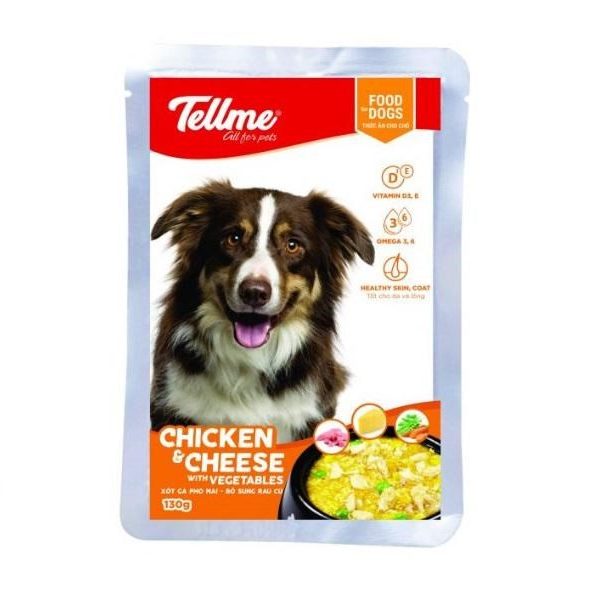 Tellme®
All for pets
FOOD
for DOGS
THỨC ĂN CHO CHÓ
D E
VITAMIN D3, E
3 6
OMEGA 3, 6
HEALTHY SKIN, COAT
Tốt cho da và lông
CHICKEN
& CHEESE
WITH VEGETABLES
XỐT GÀ PHÔ MAI - BỔ SUNG RAU CỦ
130g